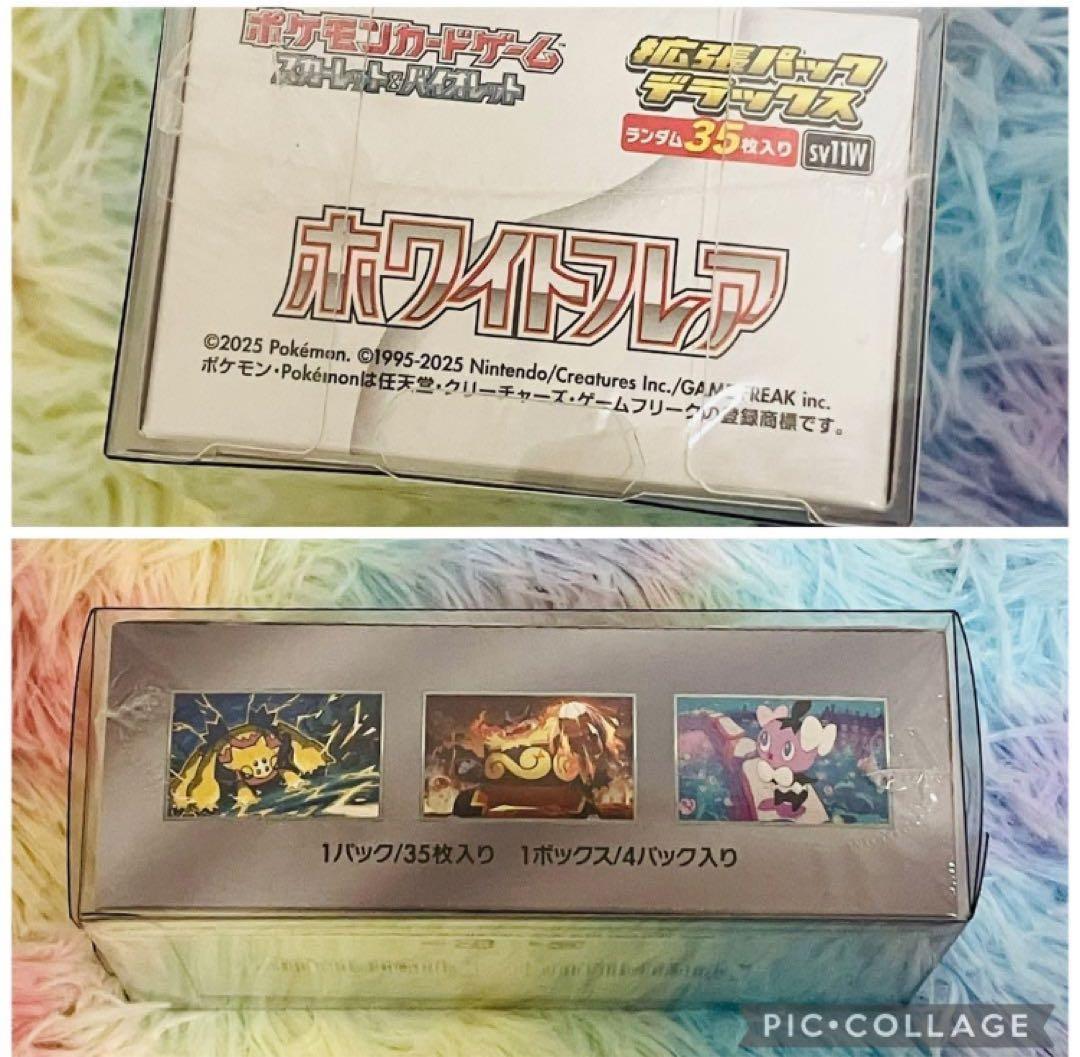 ポケモンカードゲーム
スカーレット&バイオレット
拡張パック
デラックス
ランダム35枚入り
sv11W
ホワイトフレア
©2025 Pokémon. ©1995-2025 Nintendo/Creatures Inc./GAME FREAK inc.
ポケモン・Pokémonは任天堂・クリーチャーズ・ゲームフリークの登録商標です。
1パック/35枚入り 1ボックス/4パック入り
PIC•COLLAGE